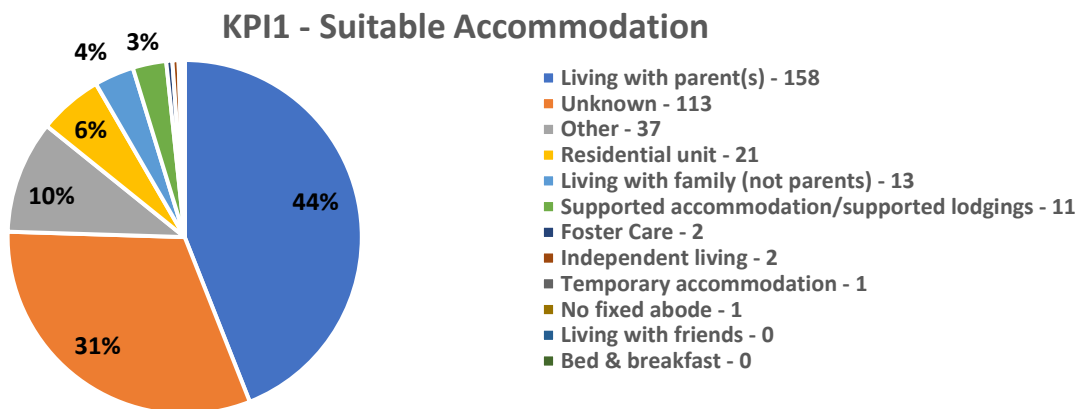 KPI1 - Suitable Accommodation
4%
3%
6%
10%
44%
31%
Living with parent(s) - 158
Unknown - 113
Other - 37
Residential unit - 21
Living with family (not parents) - 13
Supported accommodation/supported lodgings - 11
Foster Care - 2
Independent living - 2
Temporary accommodation - 1
No fixed abode - 1
Living with friends - 0
Bed & breakfast - 0